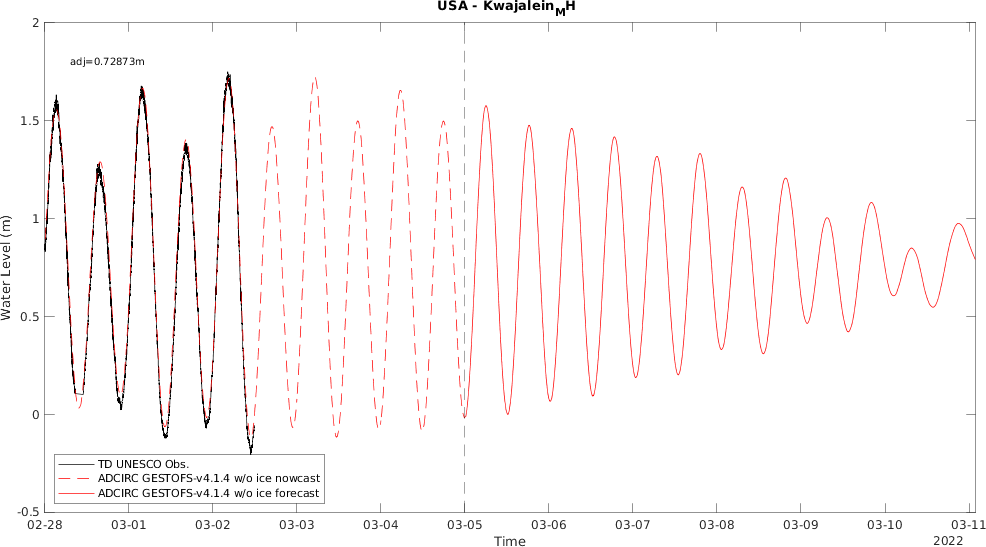 USA - Kwajalein_MH
adj=0.72873m
2
1.5
1
0.5
0
-0.5
Water Level (m)
TD UNESCO Obs.
ADCIRC GESTOFS-v4.1.4 w/o ice nowcast
ADCIRC GESTOFS-v4.1.4 w/o ice forecast
02-28 03-01 03-02 03-03 03-04 03-05 03-06 03-07 03-08 03-09 03-10 03-11
Time
2022